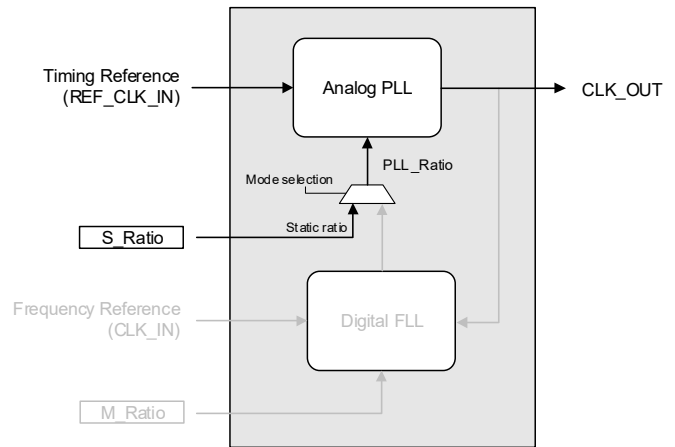 Timing Reference
(REF_CLK_IN)
Analog PLL
CLK_OUT
PLL_Ratio
Mode selection
Static ratio
S_Ratio
Frequency Reference
(CLK_IN)
Digital FLL
M_Ratio